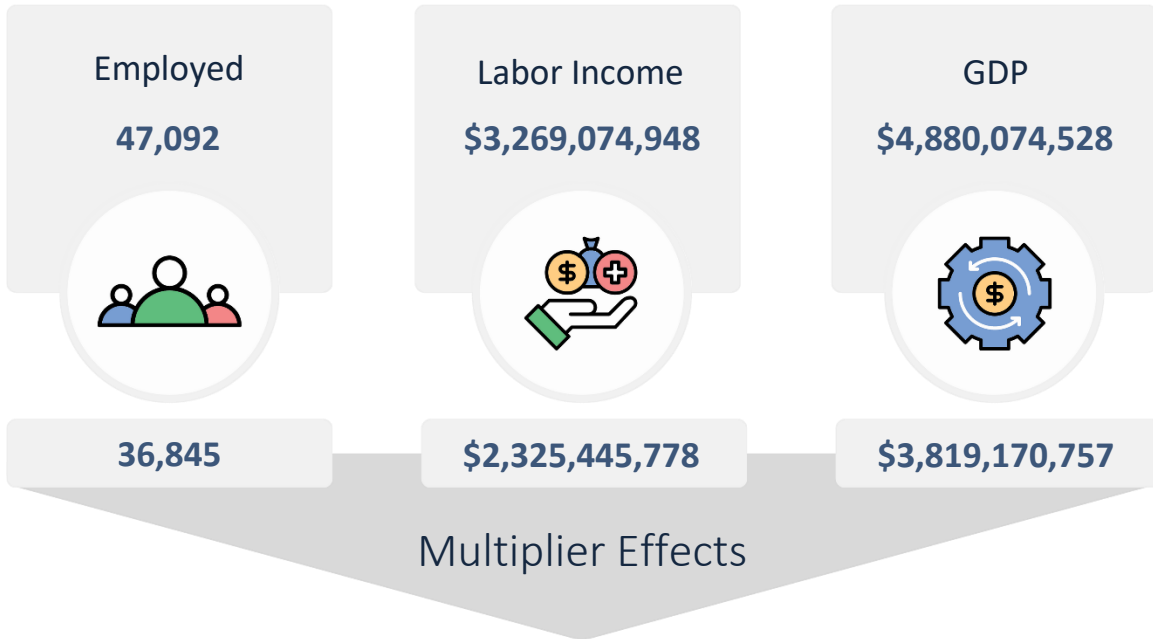 Employed
47,092
Labor Income
$3,269,074,948
GDP
$4,880,074,528
$
$
36,845
$2,325,445,778
$3,819,170,757
Multiplier Effects